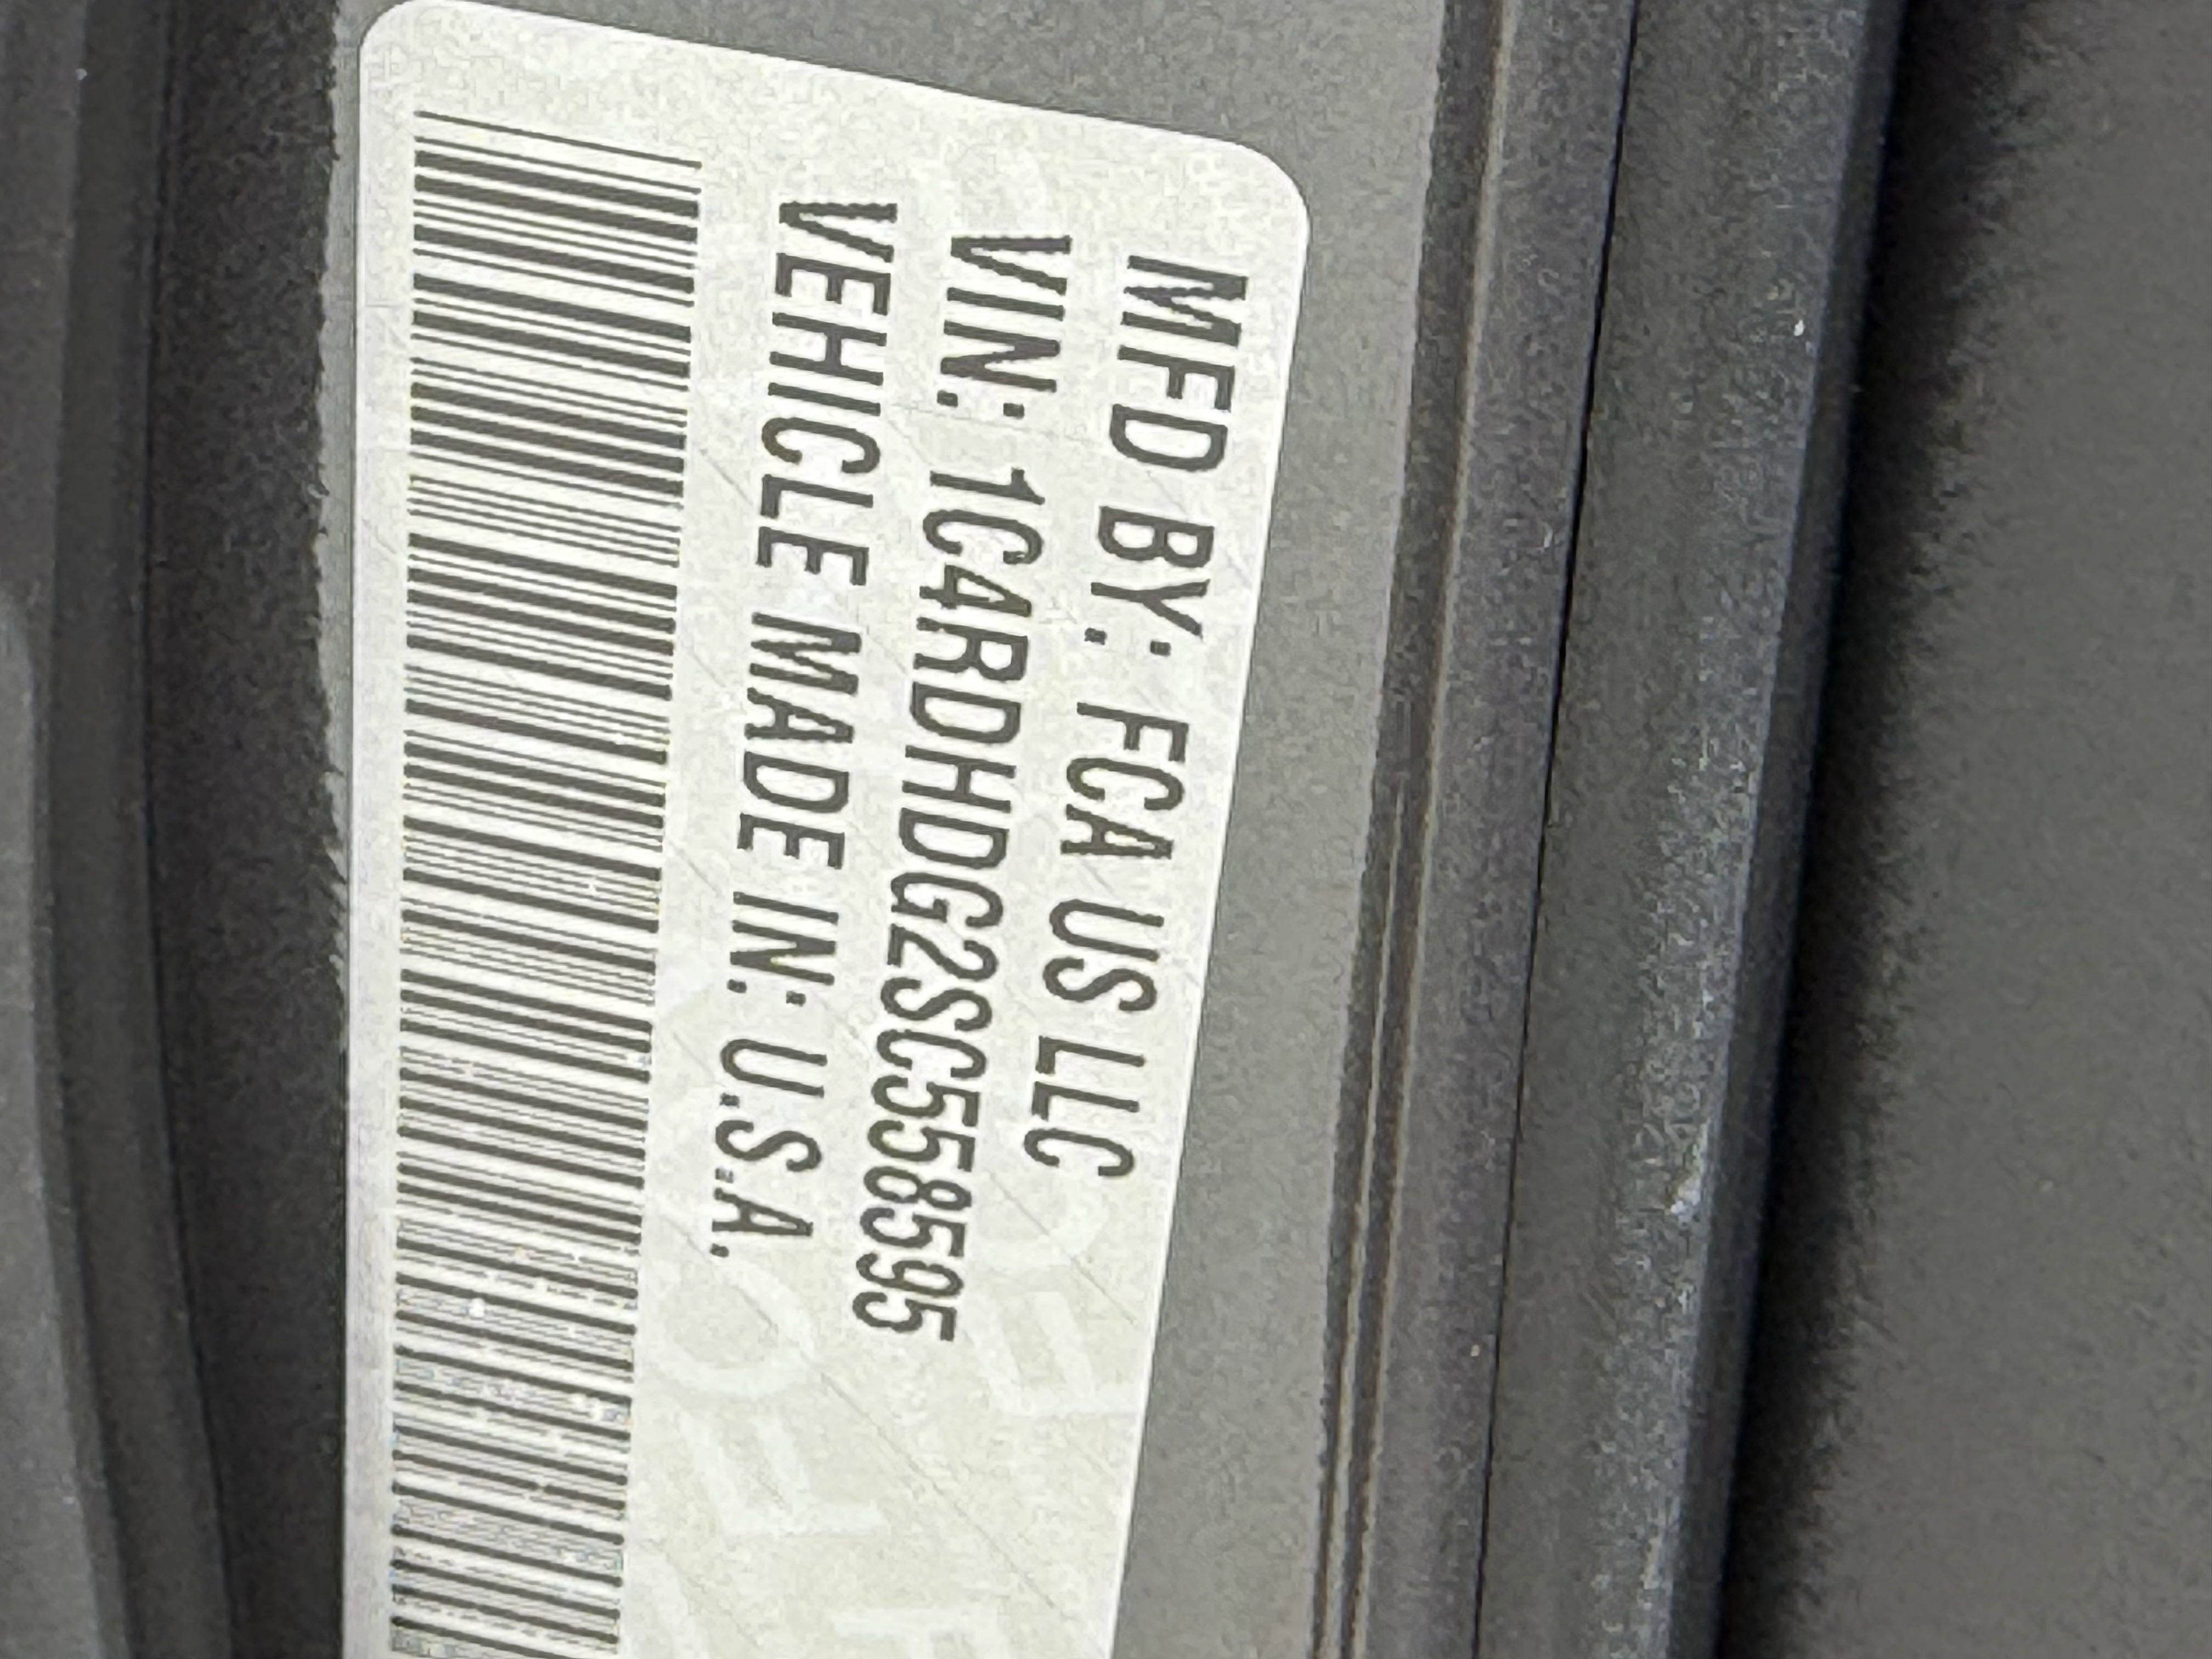 MFD BY: FCA US LLC
VIN: 1C4RDHDG2SC558595
VEHICLE MADE IN: U.S.A.